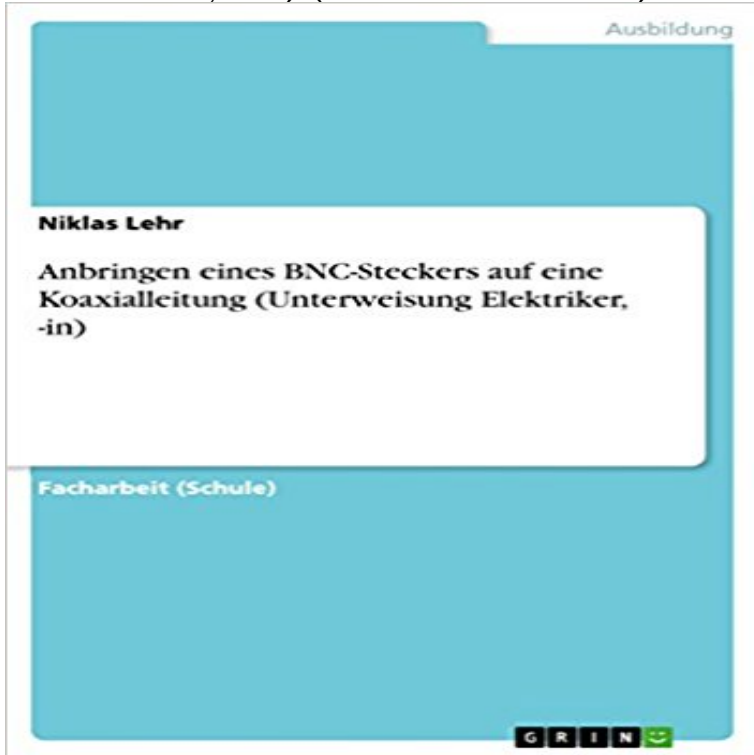 Ausbildung
Niklas Lehr
Anbringen eines BNC-Steckers auf eine
Koaxialleitung (Unterweisung Elektriker,
-in)
Facharbeit (Schule)
GRIN